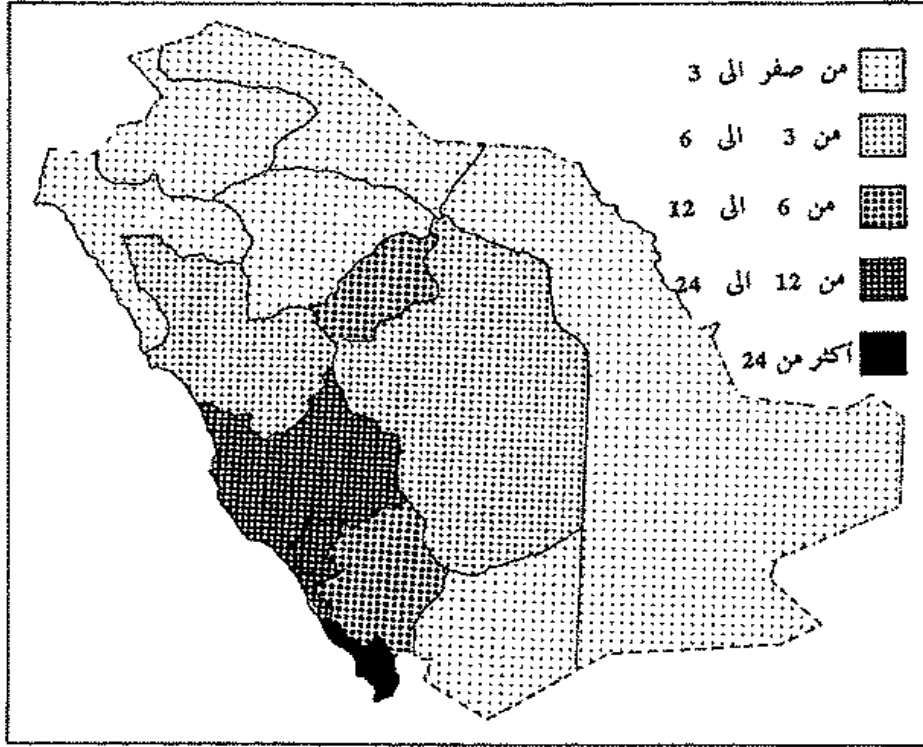 من صفر الى 3
من 3 الى 6
من 6 الى 12
من 12 الى 24
أكثر من 24